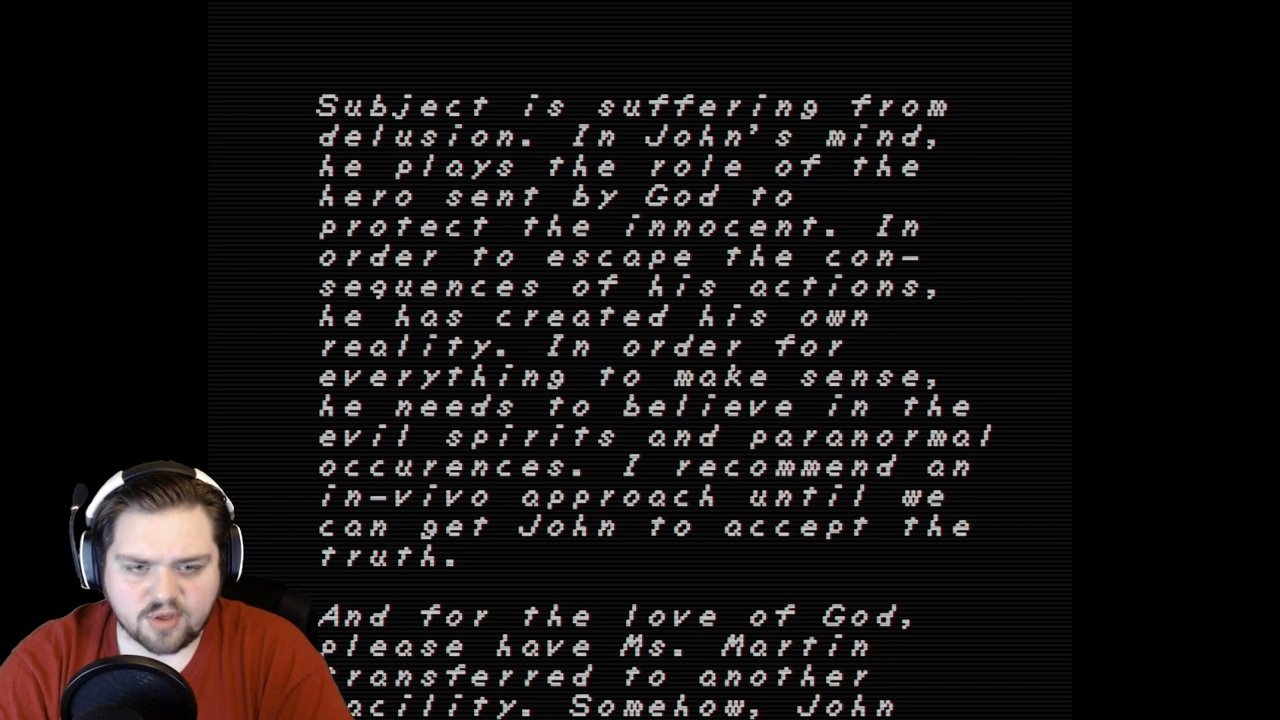 Subject is suffering from
delusion. In John's mind,
he plays the role of the
hero sent by God to
protect the innocent. In
order to escape the con-
sequences of his actions,
he has created his own
reality. In order for
everything to make sense,
he needs to believe in the
evil spirits and paranormal
occurences. I recommend an
in-vivo approach until we
can get John to accept the
truth.
And for the love of God,
please have Ms. Martin
transferred to another
facility. Somehow, John